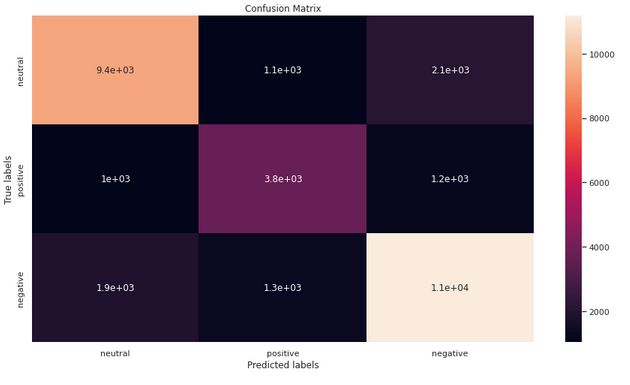 Confusion Matrix
True labels
neutral
9.4e+03 1.1e+03 2.1e+03
positive
1e+03 3.8e+03 1.2e+03
negative
1.9e+03 1.3e+03 1.1e+04
neutral positive negative
Predicted labels
10000
8000
6000
4000
2000